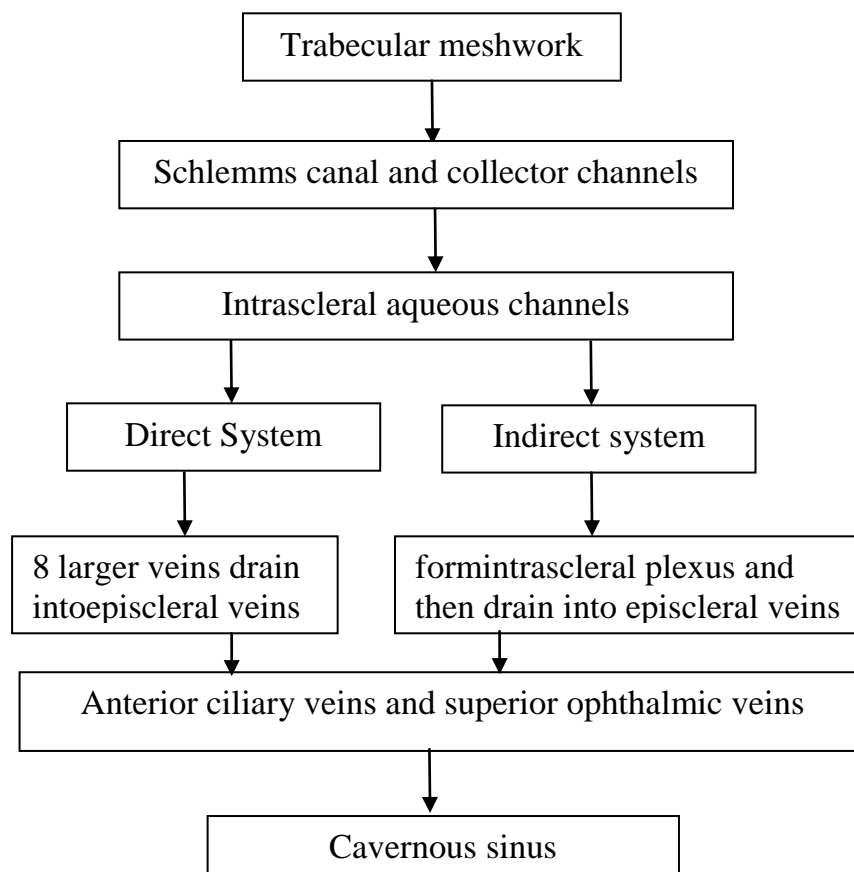 Trabecular meshwork
Schlemms canal and collector channels
Intrascleral aqueous channels
Direct System
Indirect system
8 larger veins drain
intoepiscleral veins
formintrascleral plexus and
then drain into episcleral veins
Anterior ciliary veins and superior ophthalmic veins
Cavernous sinus